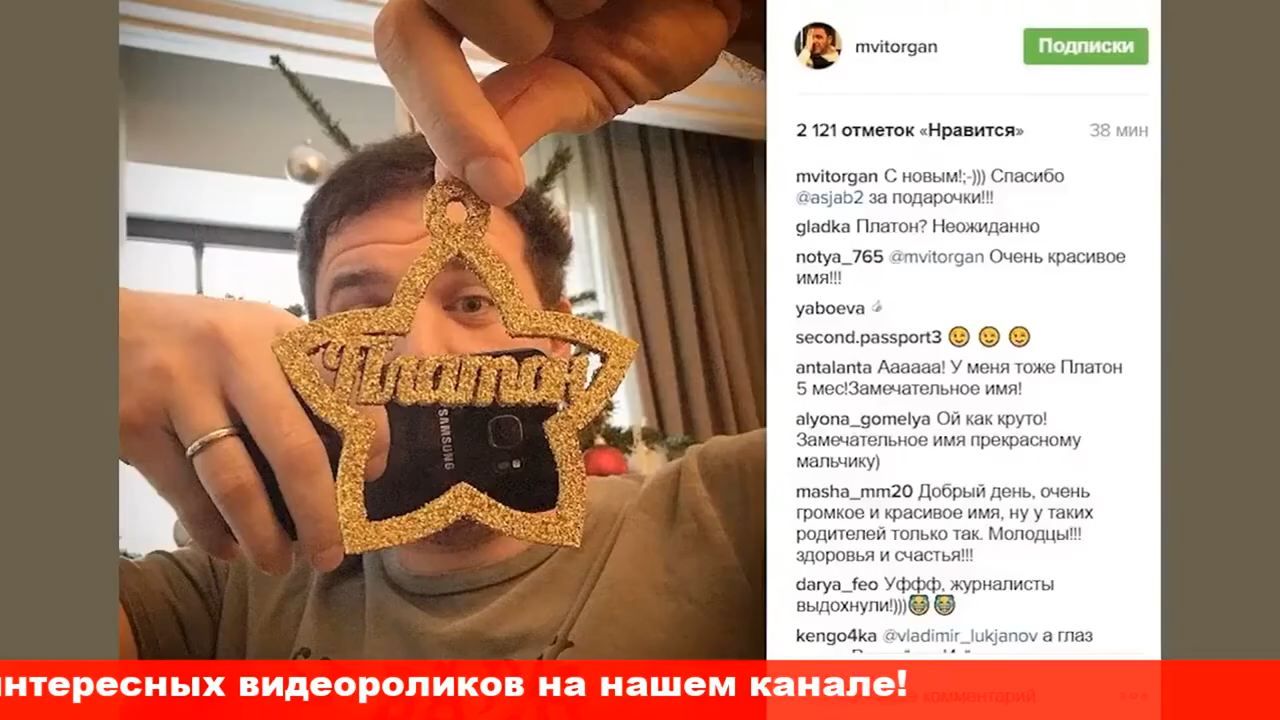 Платон
SAMSUNG
mvitorgan
Подписки
2 121 отметок «Нравится»
38 мин
mvitorgan С новым!;-))) Спасибо
@asjab2 за подарочки!!!
gladka Платон? Неожиданно
notya_765 @mvitorgan Очень красивое
имя!!!
yaboeva
second.passport3 😉 😉 😉
antalanta Аааааа! У меня тоже Платон
5 мес!Замечательное имя!
alyona_gomelya Ой как круто!
Замечательное имя прекрасному
мальчику)
masha_mm20 Добрый день, очень
громкое и красивое имя, ну у таких
родителей только так. Молодцы!!!
здоровья и счастья!!!
darya_feo Уффф, журналисты
выдохнули!)))😹😹
kengo4ka @vladimir_lukjanov а глаз
интересных видеороликов на нашем канале!
комментарий